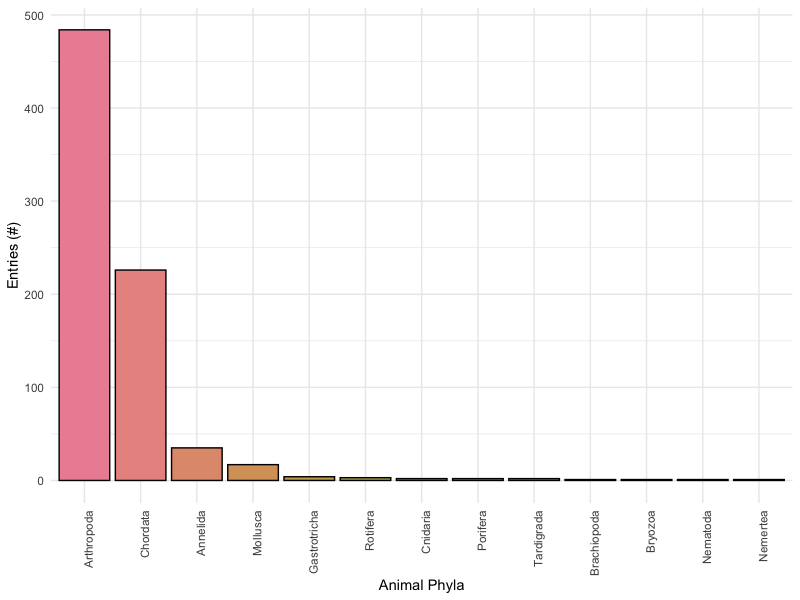 500
400
300
200
100
0
Entries (#)
Arthropoda
Chordata
Annelida
Mollusca
Gastrotricha
Rotifera
Cnidaria
Porifera
Tardigrada
Brachiopoda
Bryozoa
Nematoda
Nemertea
Animal Phyla